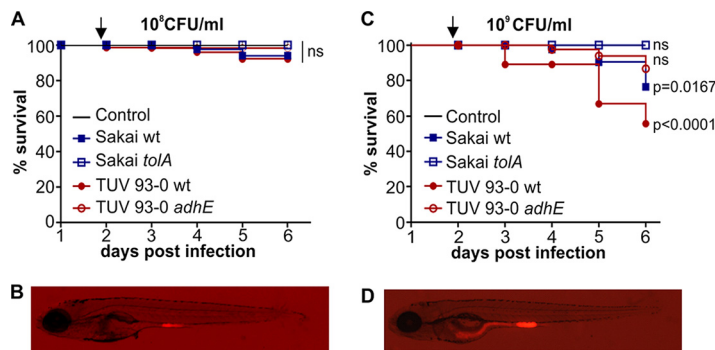 A
10⁸CFU/ml
% survival
100
80
60
40
20
0
ns
Control
Sakai wt
Sakai tolA
TUV 93-0 wt
TUV 93-0 adhE
1 2 3 4 5 6
days post infection
B
C
10⁹CFU/ml
% survival
100
80
60
40
20
0
ns
ns
p=0.0167
p<0.0001
Control
Sakai wt
Sakai tolA
TUV 93-0 wt
TUV 93-0 adhE
1 2 3 4 5 6
days post infection
D